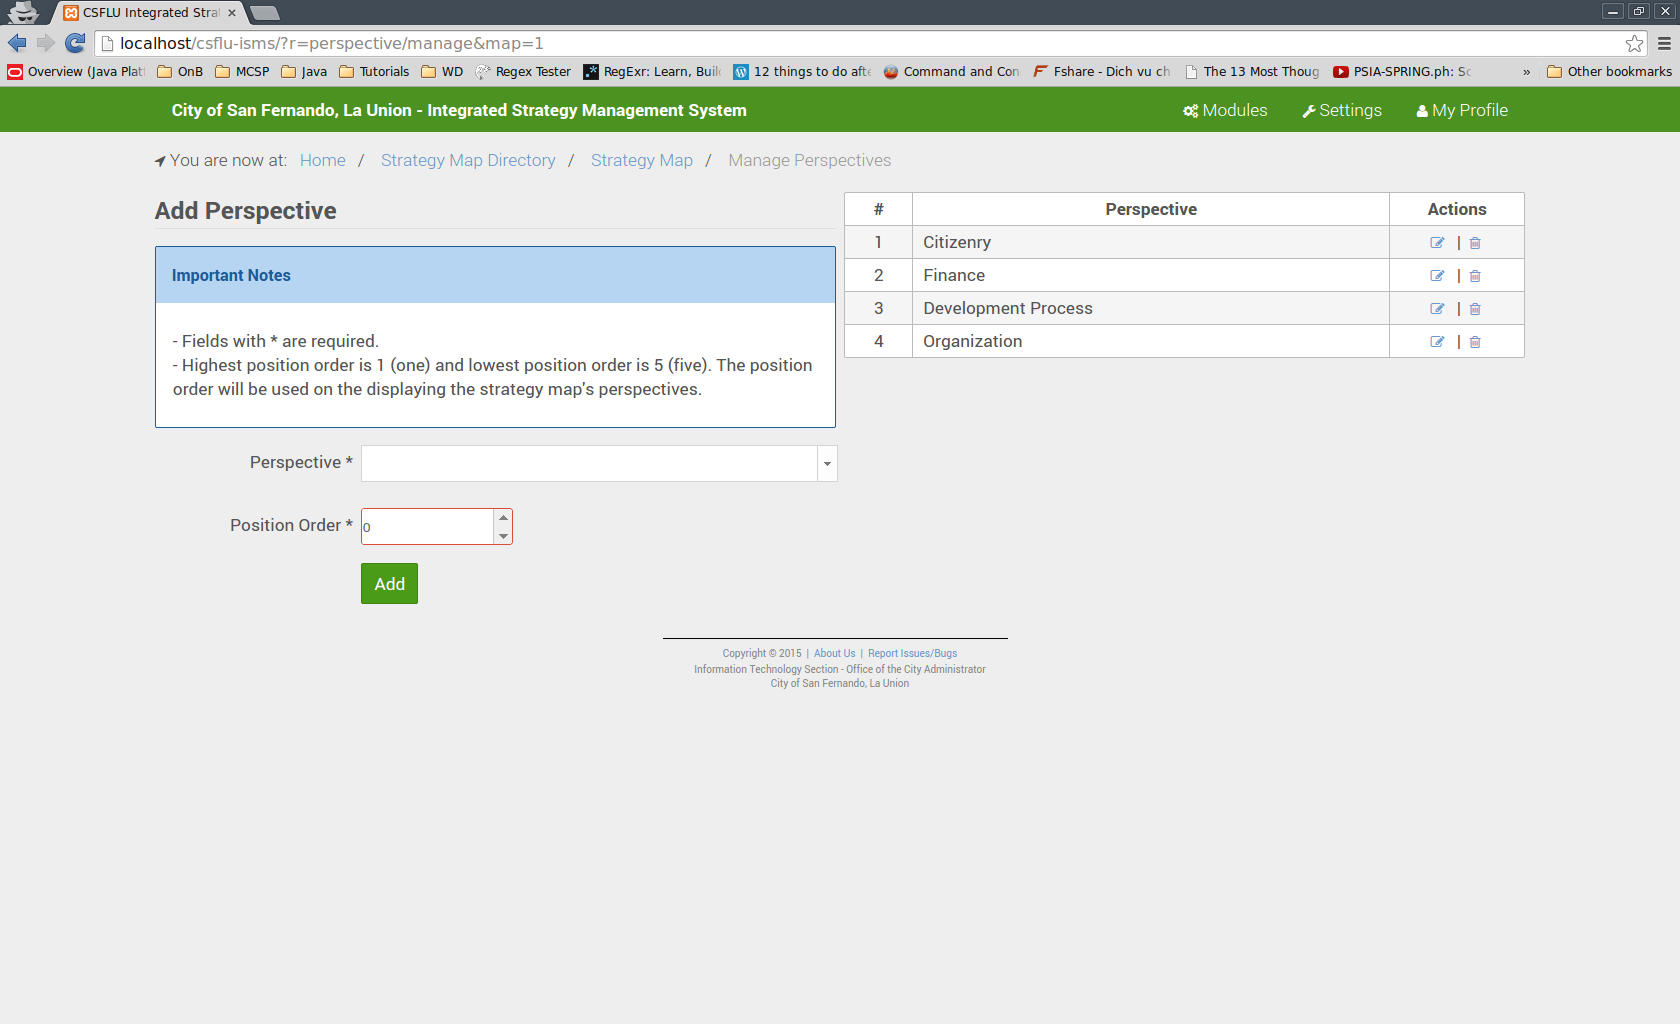 CSFLU Integrated Stra
localhost/csflu-isms/?r=perspective/manage&map=1
Overview (Java Plat OnB MCSP Java Tutorials WD Regex Tester RegExr: Learn, Buil 12 things to do afte Command and Con Fshare - Dich vu ch The 13 Most Thoug PSIA-SPRING.ph: Sc » Other bookmarks
City of San Fernando, La Union - Integrated Strategy Management System Modules Settings My Profile
You are now at: Home / Strategy Map Directory / Strategy Map / Manage Perspectives
Add Perspective
Important Notes
- Fields with * are required.
- Highest position order is 1 (one) and lowest position order is 5 (five). The position
order will be used on the displaying the strategy map's perspectives.
Perspective *
Position Order * 0
Add
# Perspective Actions
1 Citizenry |
2 Finance |
3 Development Process |
4 Organization |
Copyright © 2015 | About Us | Report Issues/Bugs
Information Technology Section - Office of the City Administrator
City of San Fernando, La Union